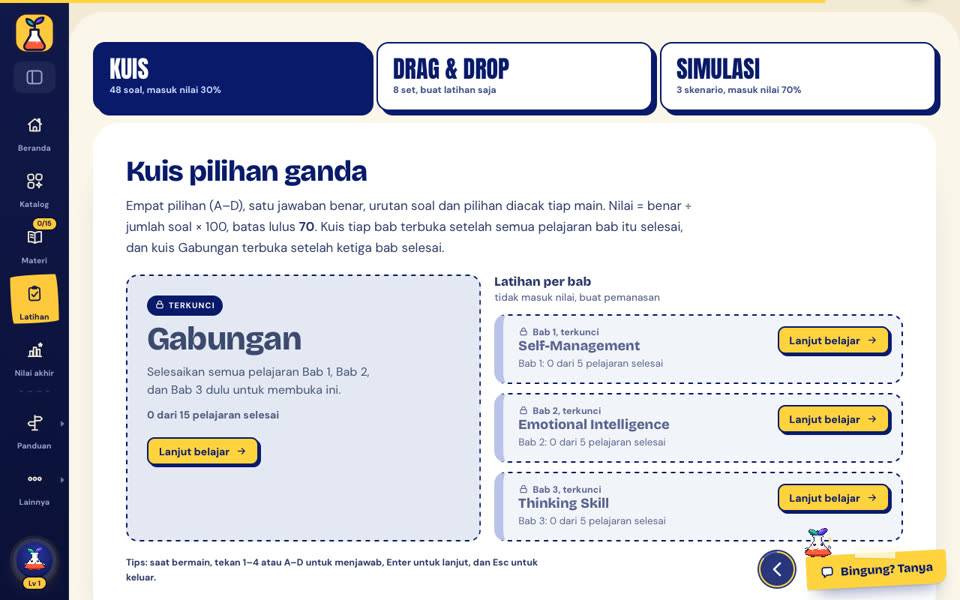 KUIS
48 soal, masuk nilai 30%
DRAG & DROP
8 set, buat latihan saja
SIMULASI
3 skenario, masuk nilai 70%
Beranda
Katalog
0/15
Materi
Latihan
Nilai akhir
Panduan
Lainnya
Lv 1
Kuis pilihan ganda
Empat pilihan (A–D), satu jawaban benar, urutan soal dan pilihan diacak tiap main. Nilai = benar ÷
jumlah soal × 100, batas lulus 70. Kuis tiap bab terbuka setelah semua pelajaran bab itu selesai,
dan kuis Gabungan terbuka setelah ketiga bab selesai.
TERKUNCI
Gabungan
Selesaikan semua pelajaran Bab 1, Bab 2,
dan Bab 3 dulu untuk membuka ini.
0 dari 15 pelajaran selesai
Lanjut belajar →
Latihan per bab
tidak masuk nilai, buat pemanasan
Bab 1, terkunci
Self-Management
Bab 1: 0 dari 5 pelajaran selesai
Lanjut belajar →
Bab 2, terkunci
Emotional Intelligence
Bab 2: 0 dari 5 pelajaran selesai
Lanjut belajar →
Bab 3, terkunci
Thinking Skill
Bab 3: 0 dari 5 pelajaran selesai
Lanjut belajar →
Tips: saat bermain, tekan 1–4 atau A–D untuk menjawab, Enter untuk lanjut, dan Esc untuk
keluar.
Bingung? Tanya